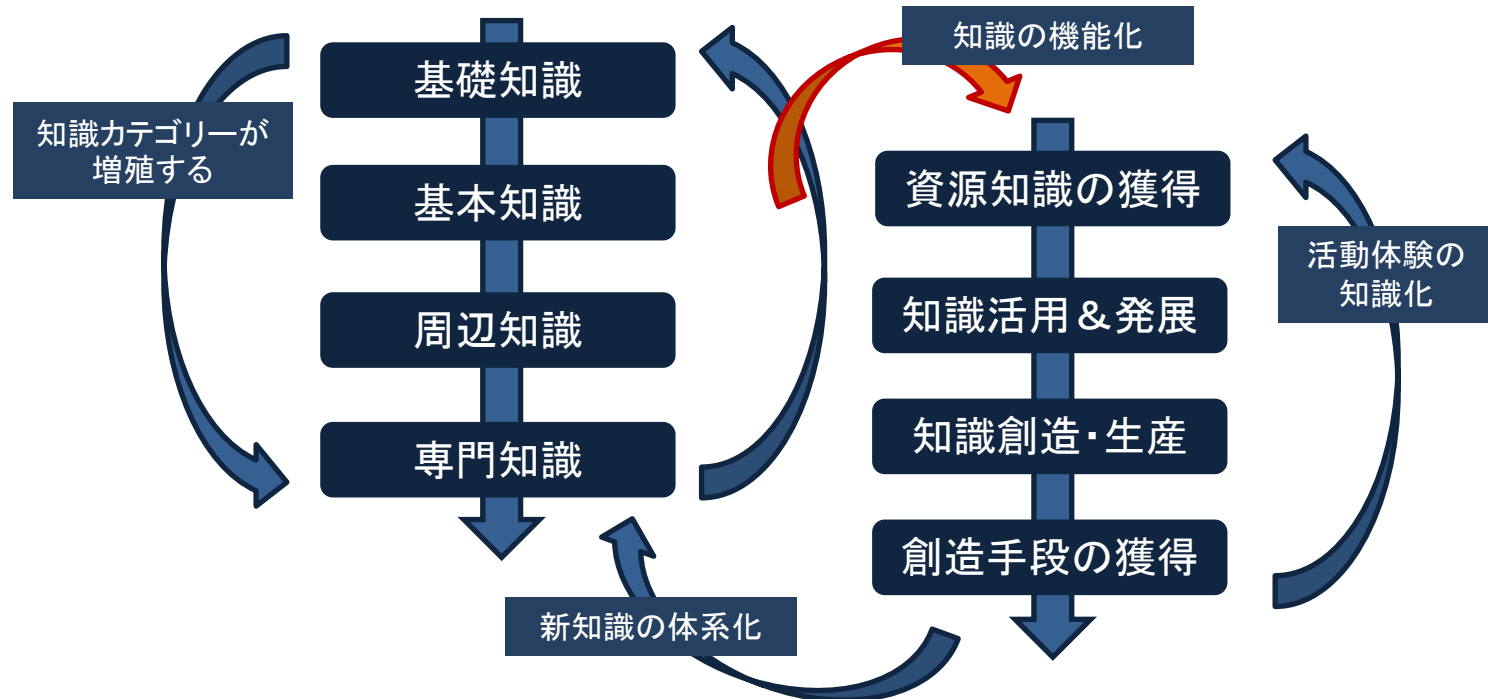 知識の機能化
基礎知識
知識カテゴリーが
増殖する
基本知識
周辺知識
専門知識
資源知識の獲得
知識活用＆発展
知識創造・生産
創造手段の獲得
活動体験の
知識化
新知識の体系化